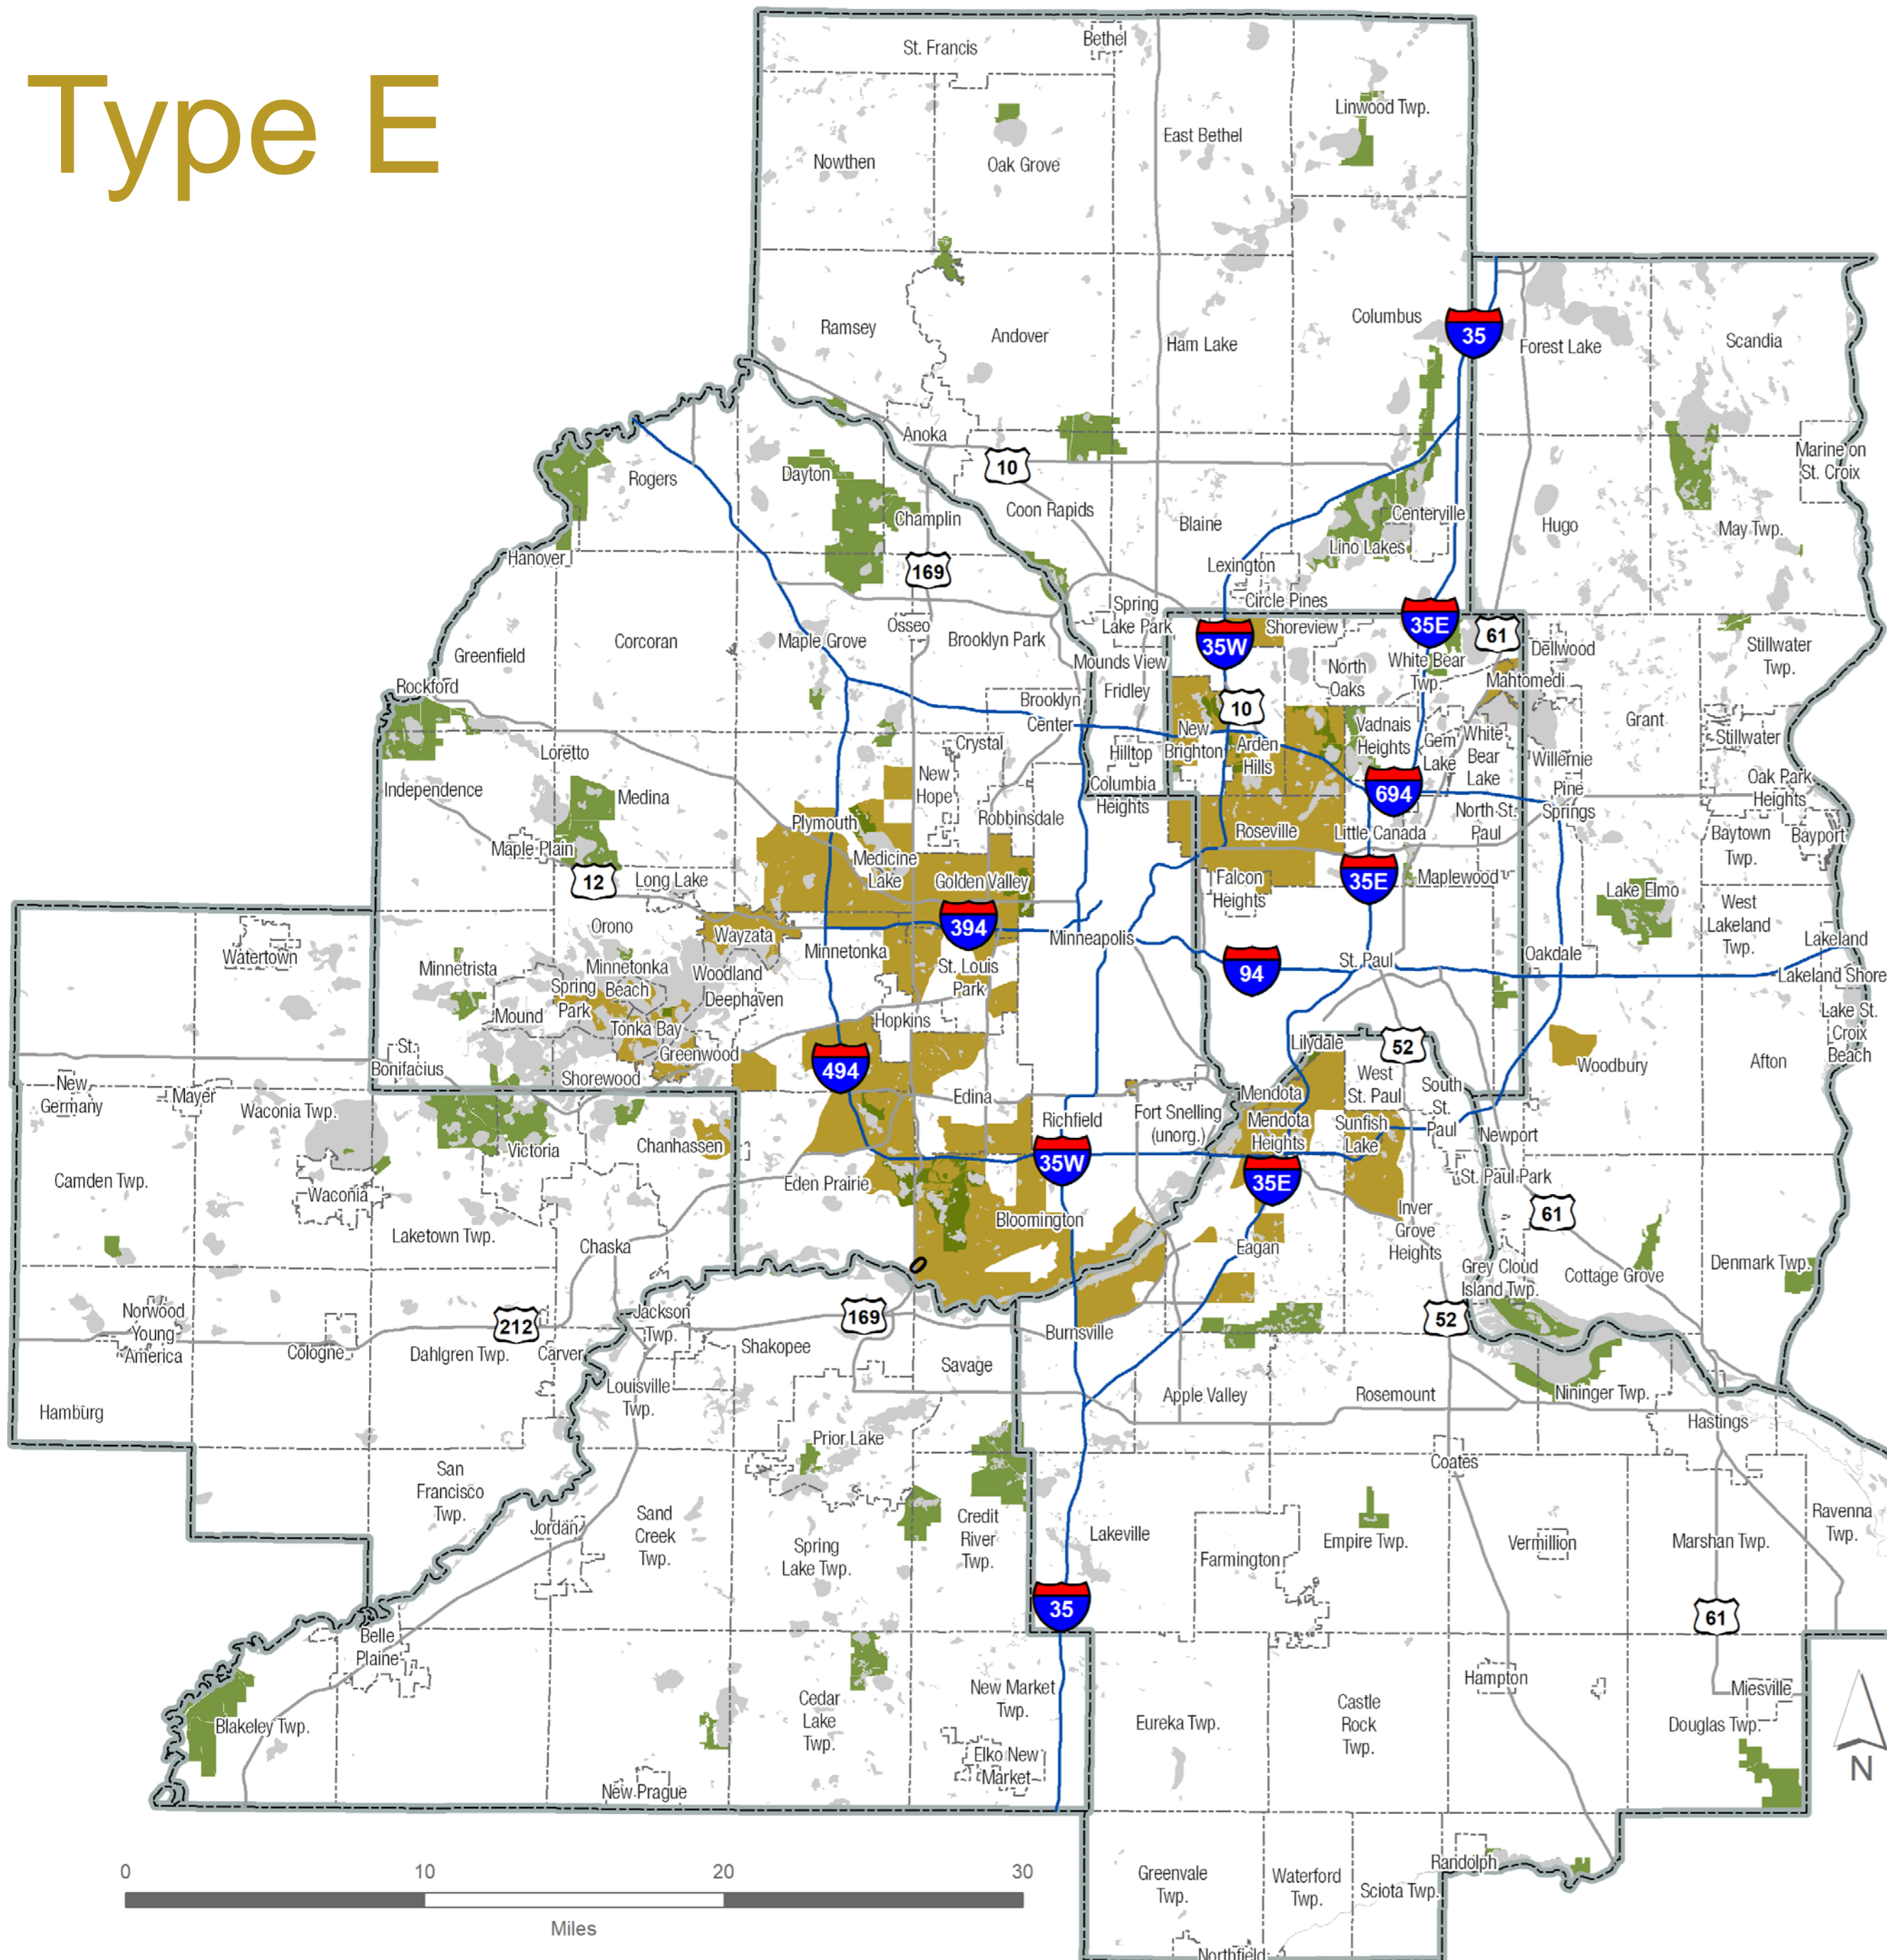 Type E
St. Francis
Bethel
Linwood Twp.
East Bethel
Nowthen
Oak Grove
Ramsey
Andover
Ham Lake
Columbus
35
Forest Lake
Scandia
Anoka
10
Marine on
St. Croix
Rogers
Dayton
Champlin
Coon Rapids
Blaine
Centerville
Hugo
May Twp.
Lino Lakes
Hanover
169
Lexington
Circle Pines
Spring
Lake Park
Osseo
Shoreview
35W
35E
61
Corcoran
Maple Grove
Brooklyn Park
Greenfield
Mounds View
Dellwood
Stillwater
Twp.
North
Oaks
White Bear
Twp.
Mahtomedi
Rockford
Fridley
Brooklyn
Center
10
Grant
New
Brighton
Vadnais
Heights
Gem
Lake
White
Bear
Lake
Stillwater
Loretto
Crystal
Hilltop
Arden
Hills
Willernie
Independence
Medina
New
Hope
Columbia
Heights
694
Pine
Springs
Oak Park
Heights
Plymouth
Robbinsdale
Roseville
Little Canada
North St.
Paul
Baytown
Twp.
Bayport
Maple Plain
Medicine
Lake
12
Long Lake
Golden Valley
Falcon
Heights
35E
Maplewood
Lake Elmo
West
Lakeland
Twp.
Orono
Wayzata
394
Minneapolis
Watertown
Minnetonka
Lakeland
Minnetrista
Minnetonka
Beach
Woodland
St. Louis
Park
94
St. Paul
Oakdale
Lakeland Shore
Spring
Park
Deephaven
Mound
Tonka Bay
Hopkins
Lake St.
Croix
Beach
St.
Bonifacius
Greenwood
Lilydale
52
Shorewood
494
Woodbury
Afton
New
Germany
Mayer
Waconia Twp.
Edina
Richfield
Fort Snelling
(unorg.)
Mendota
West
St. Paul
South
St.
Paul
Victoria
Chanhassen
Mendota
Heights
Sunfish
Lake
Newport
35W
35E
Camden Twp.
Waconia
Eden Prairie
St. Paul Park
Laketown Twp.
Bloomington
Inver
Grove
Heights
61
Chaska
Eagan
Grey Cloud
Island Twp.
Cottage Grove
Denmark Twp.
Norwood
Young
America
212
Jackson
Twp.
169
52
Cologne
Dahlgren Twp.
Carver
Shakopee
Burnsville
Savage
Louisville
Twp.
Apple Valley
Rosemount
Nininger Twp.
Hamburg
Hastings
Prior Lake
Coates
San
Francisco
Twp.
Jordan
Sand
Creek
Twp.
Spring
Lake Twp.
Credit
River
Twp.
Lakeville
Farmington
Empire Twp.
Vermillion
Marshan Twp.
Ravenna
Twp.
35
61
Belle
Plaine
Blakeley Twp.
Cedar
Lake
Twp.
New Market
Twp.
Eureka Twp.
Castle
Rock
Twp.
Hampton
Miesville
Douglas Twp.
Elko New
Market
New Prague
N
0 10 20 30
Miles
Greenvale
Twp.
Waterford
Twp.
Sciota Twp.
Randolph
Northfield